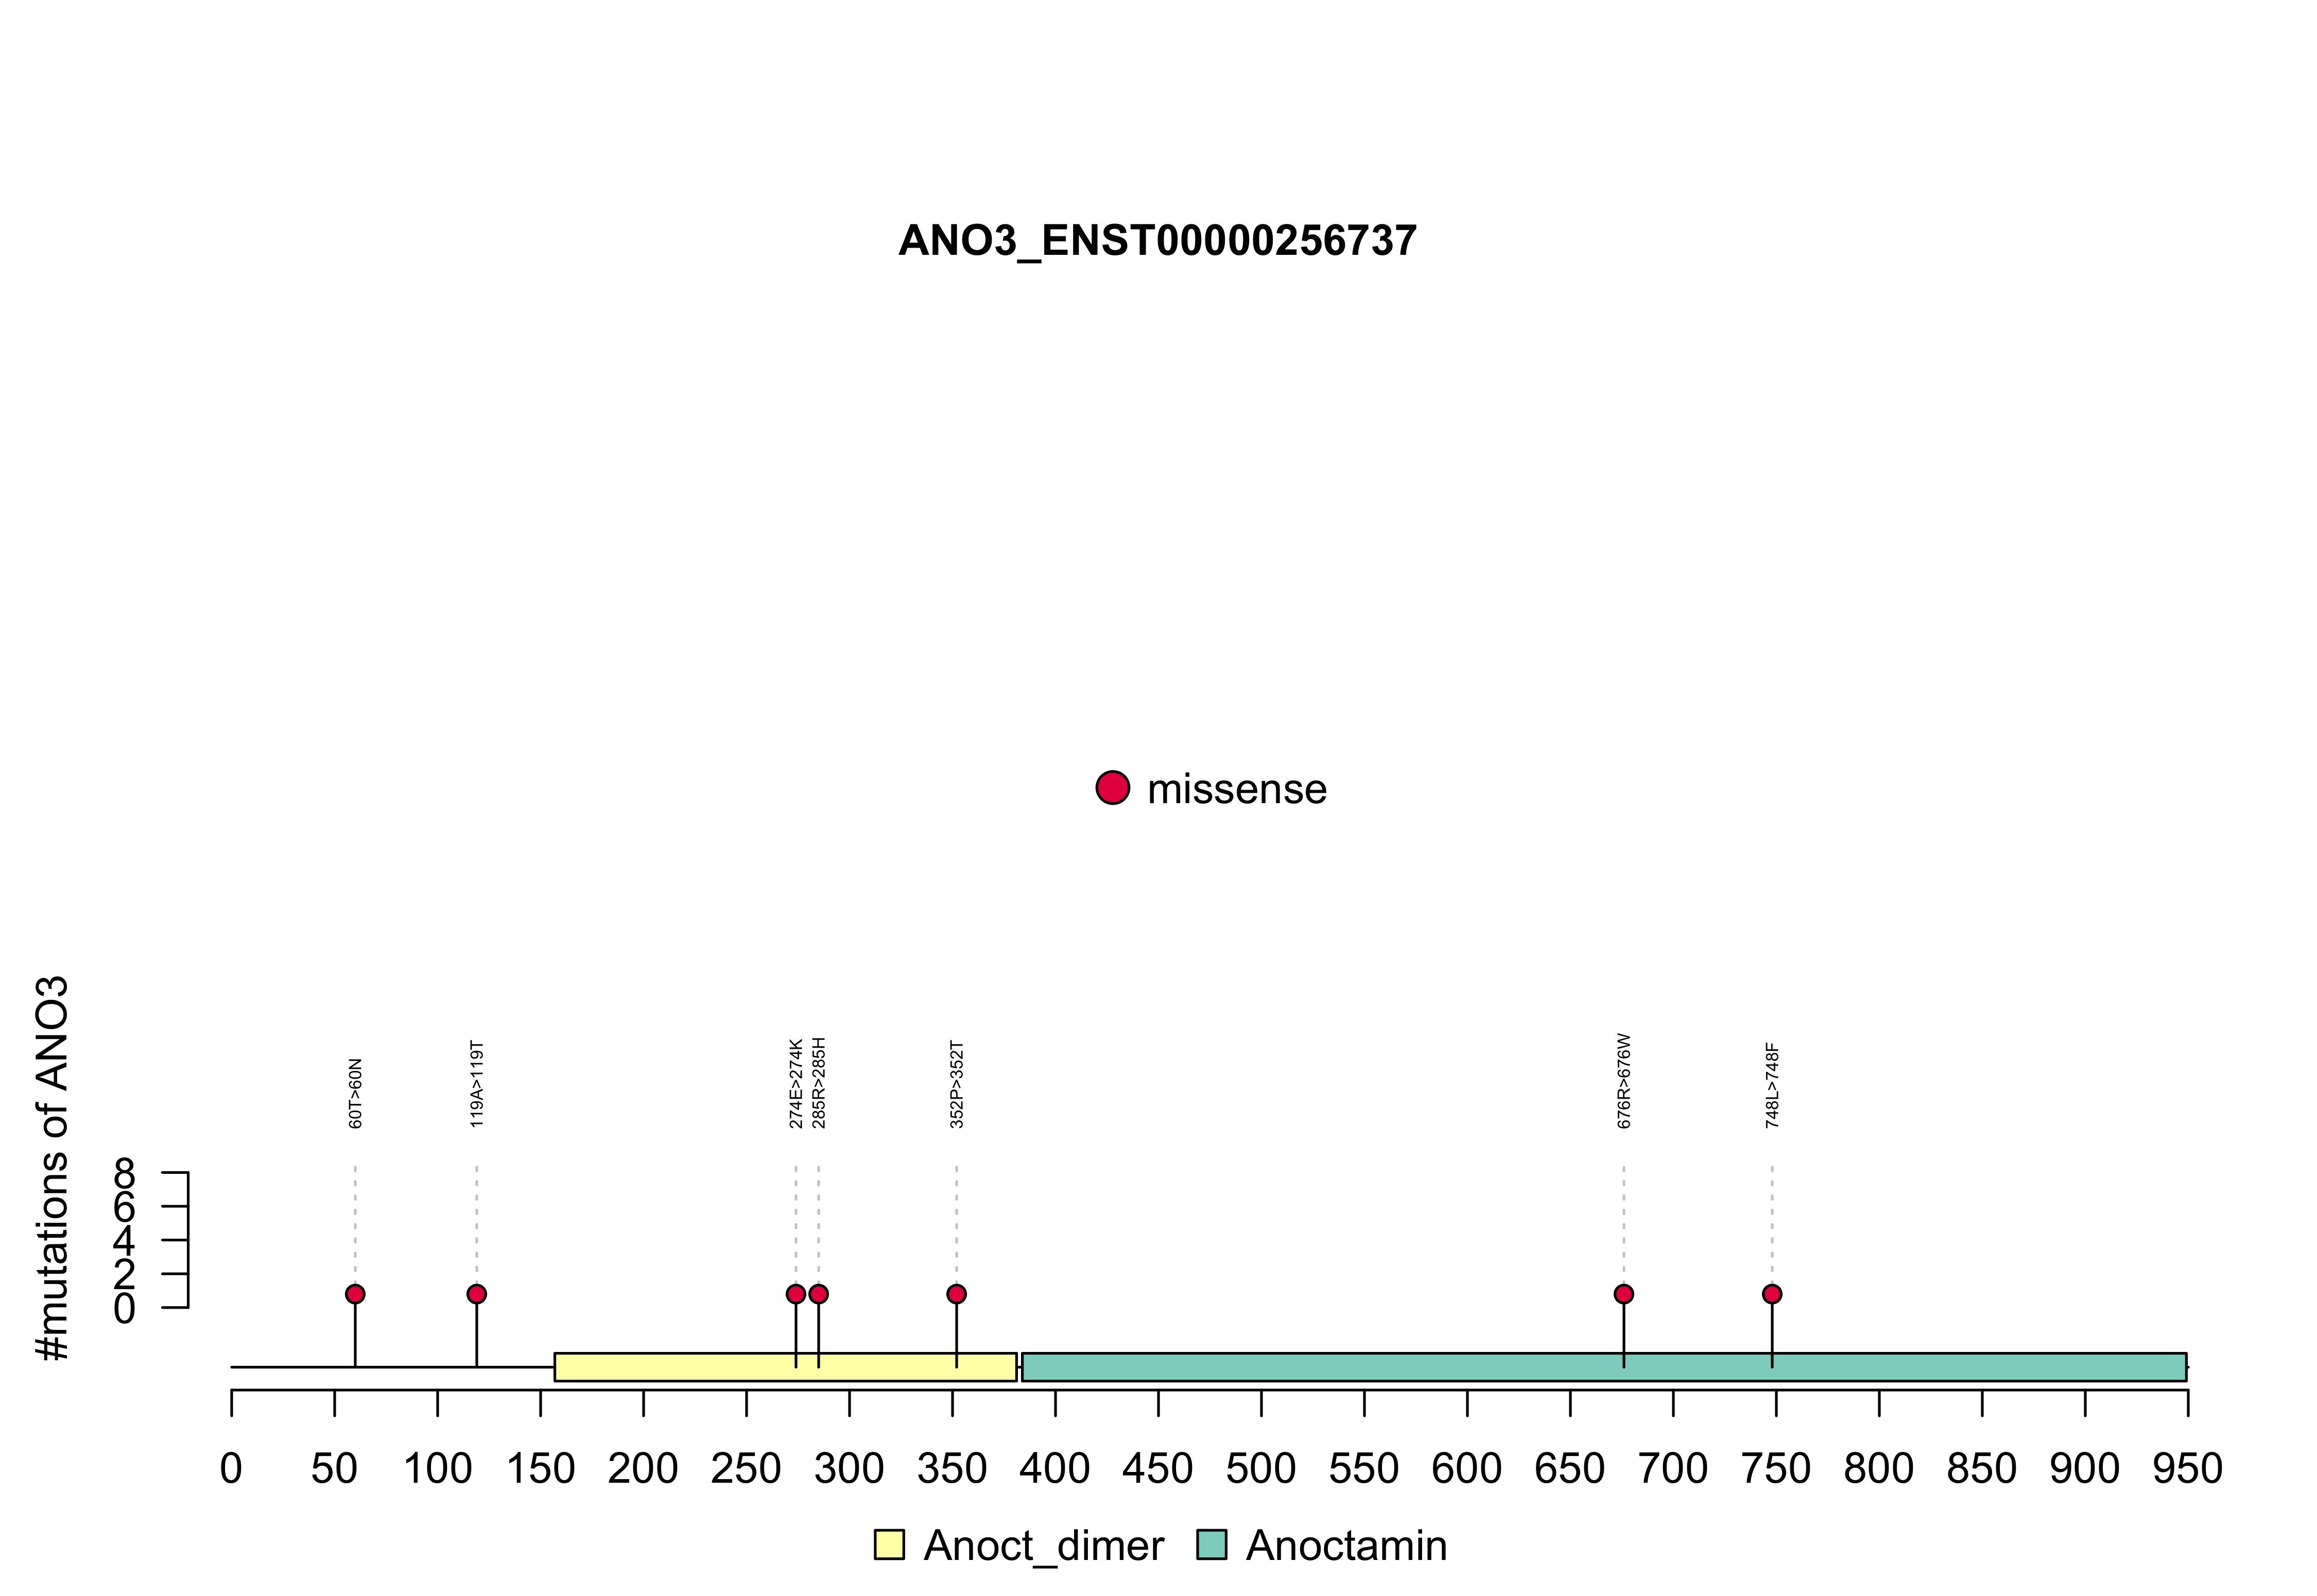 ANO3_ENST00000256737
missense
#mutations of ANO3
60T>60N
119A>119T
274E>274K
285R>285H
352P>352T
676R>676W
748L>748F
8
6
4
2
0
0 50 100 150 200 250 300 350 400 450 500 550 600 650 700 750 800 850 900 950
Anoct_dimer Anoctamin